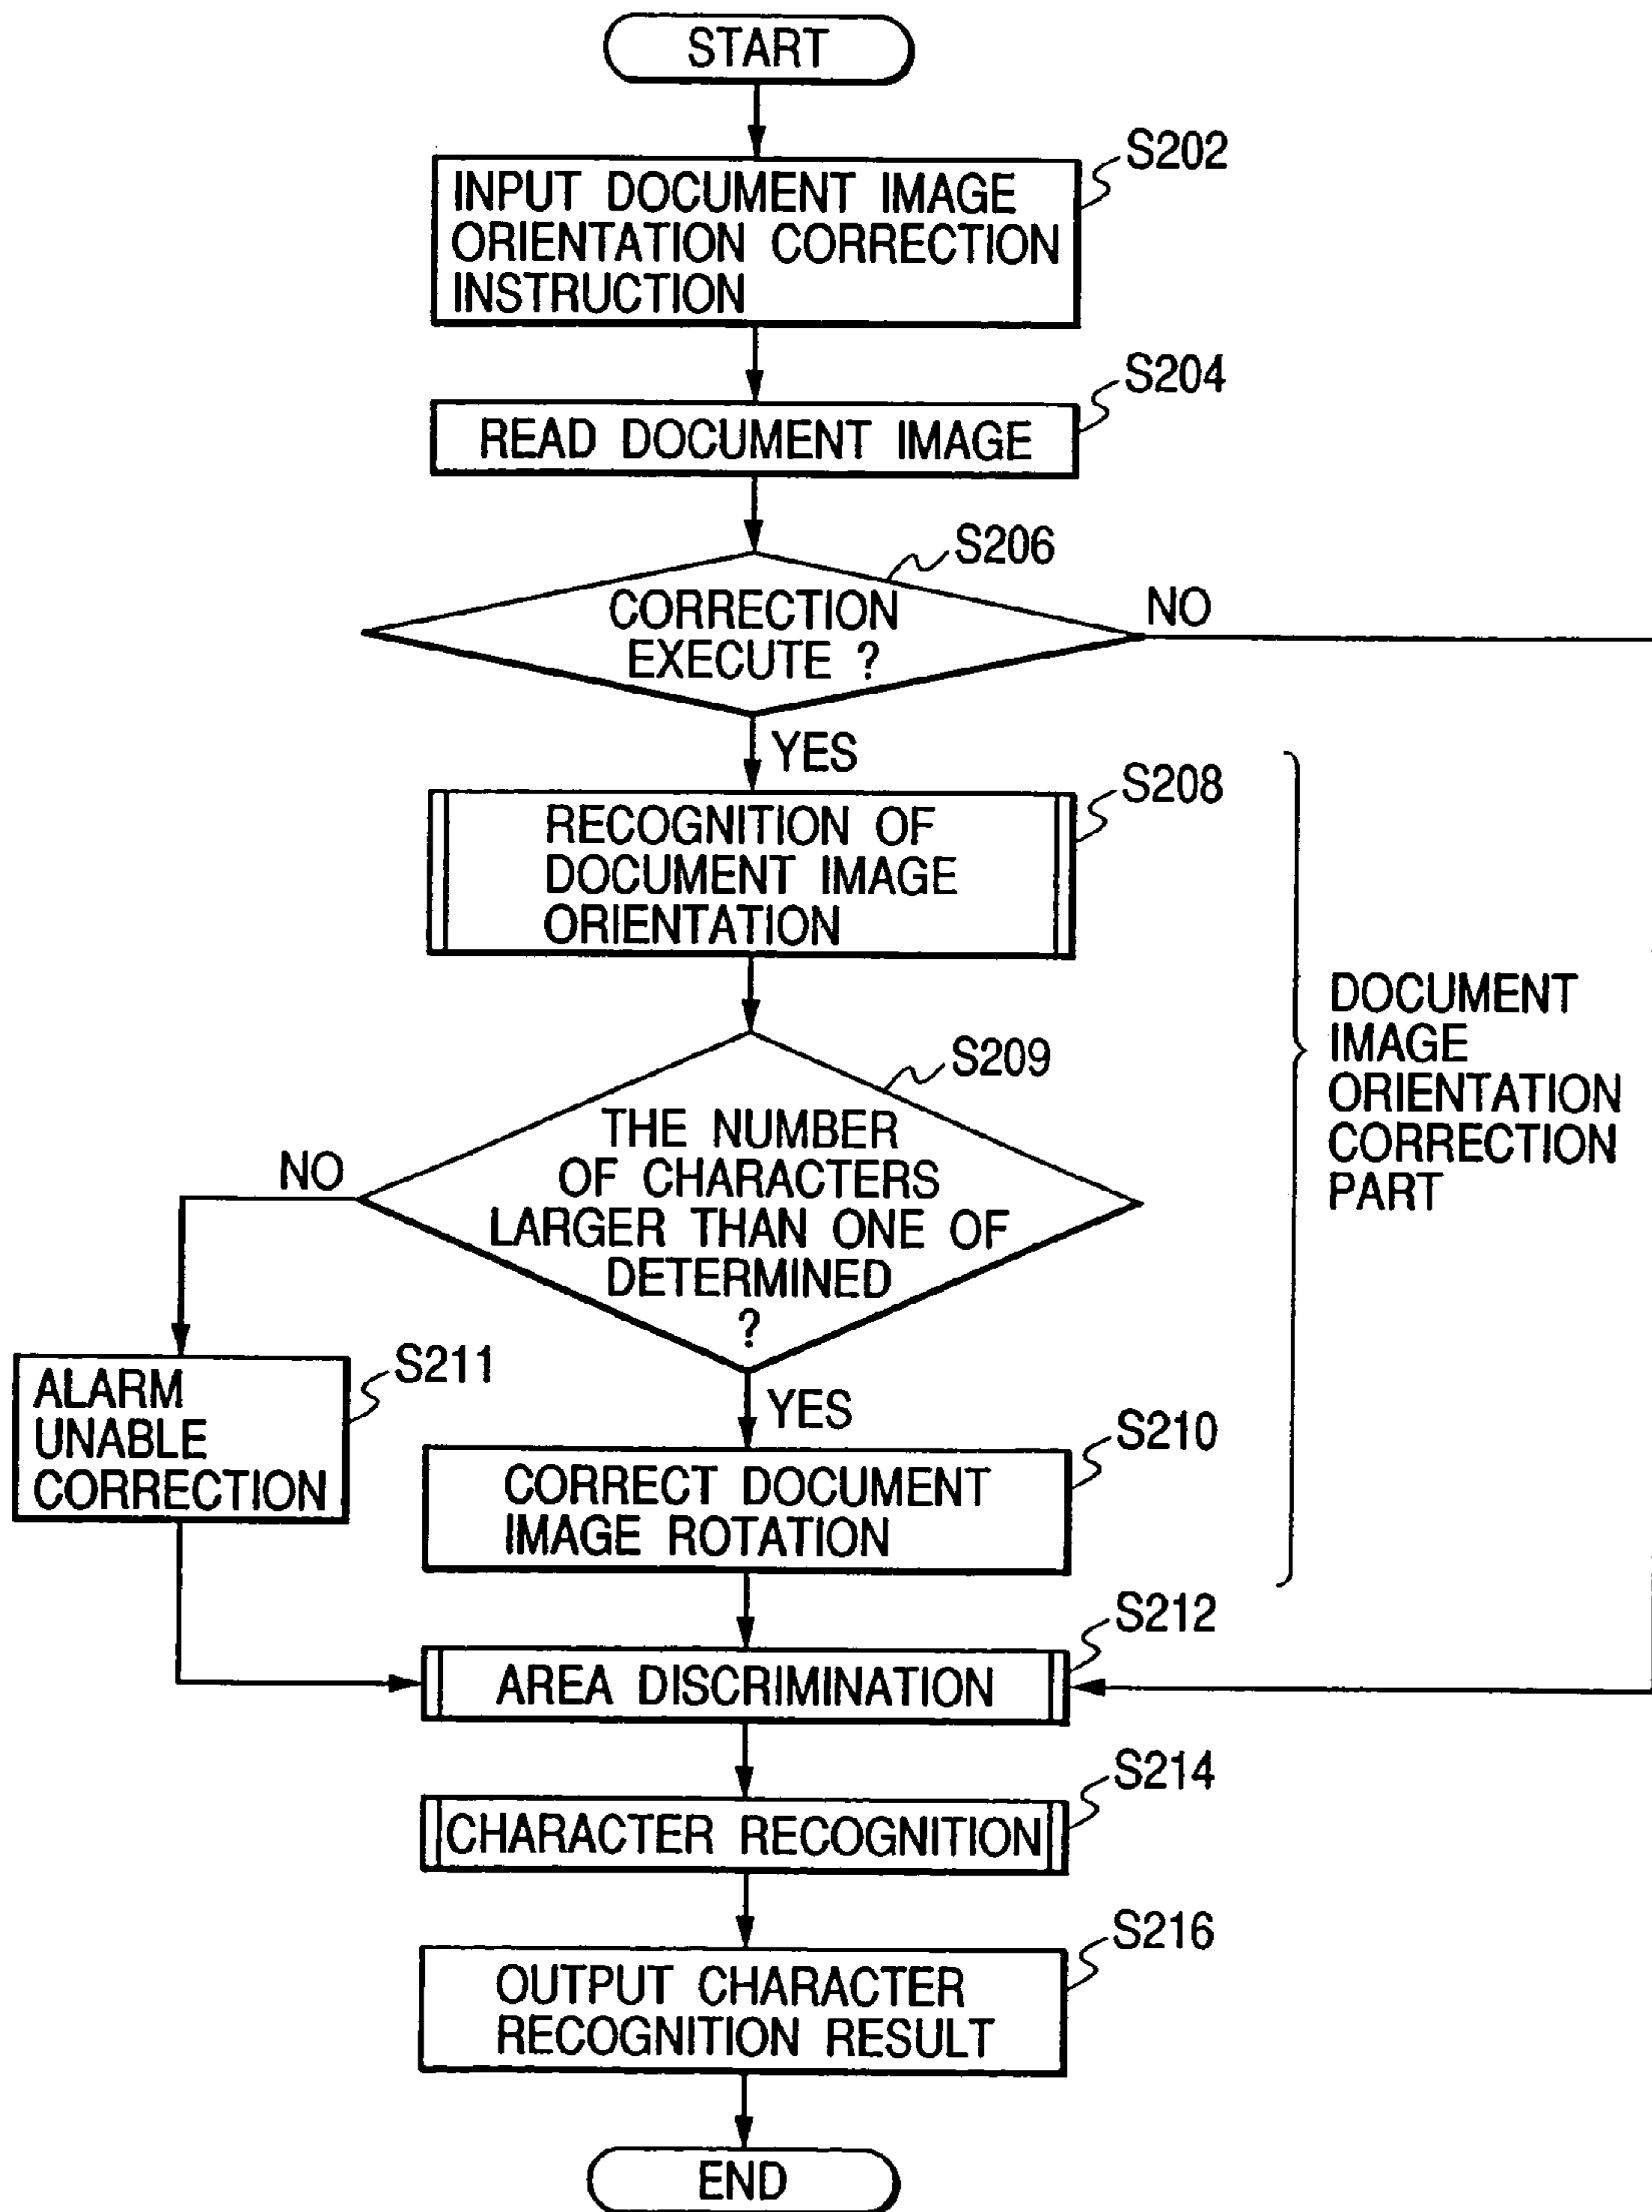 START
S202
INPUT DOCUMENT IMAGE
ORIENTATION CORRECTION
INSTRUCTION
S204
READ DOCUMENT IMAGE
S206
CORRECTION
EXECUTE ?
NO
YES
S208
RECOGNITION OF
DOCUMENT IMAGE
ORIENTATION
DOCUMENT
IMAGE
ORIENTATION
CORRECTION
PART
S209
THE NUMBER
OF CHARACTERS
LARGER THAN ONE OF
DETERMINED
?
NO
YES
S211
ALARM
UNABLE
CORRECTION
S210
CORRECT DOCUMENT
IMAGE ROTATION
S212
AREA DISCRIMINATION
S214
CHARACTER RECOGNITION
S216
OUTPUT CHARACTER
RECOGNITION RESULT
END